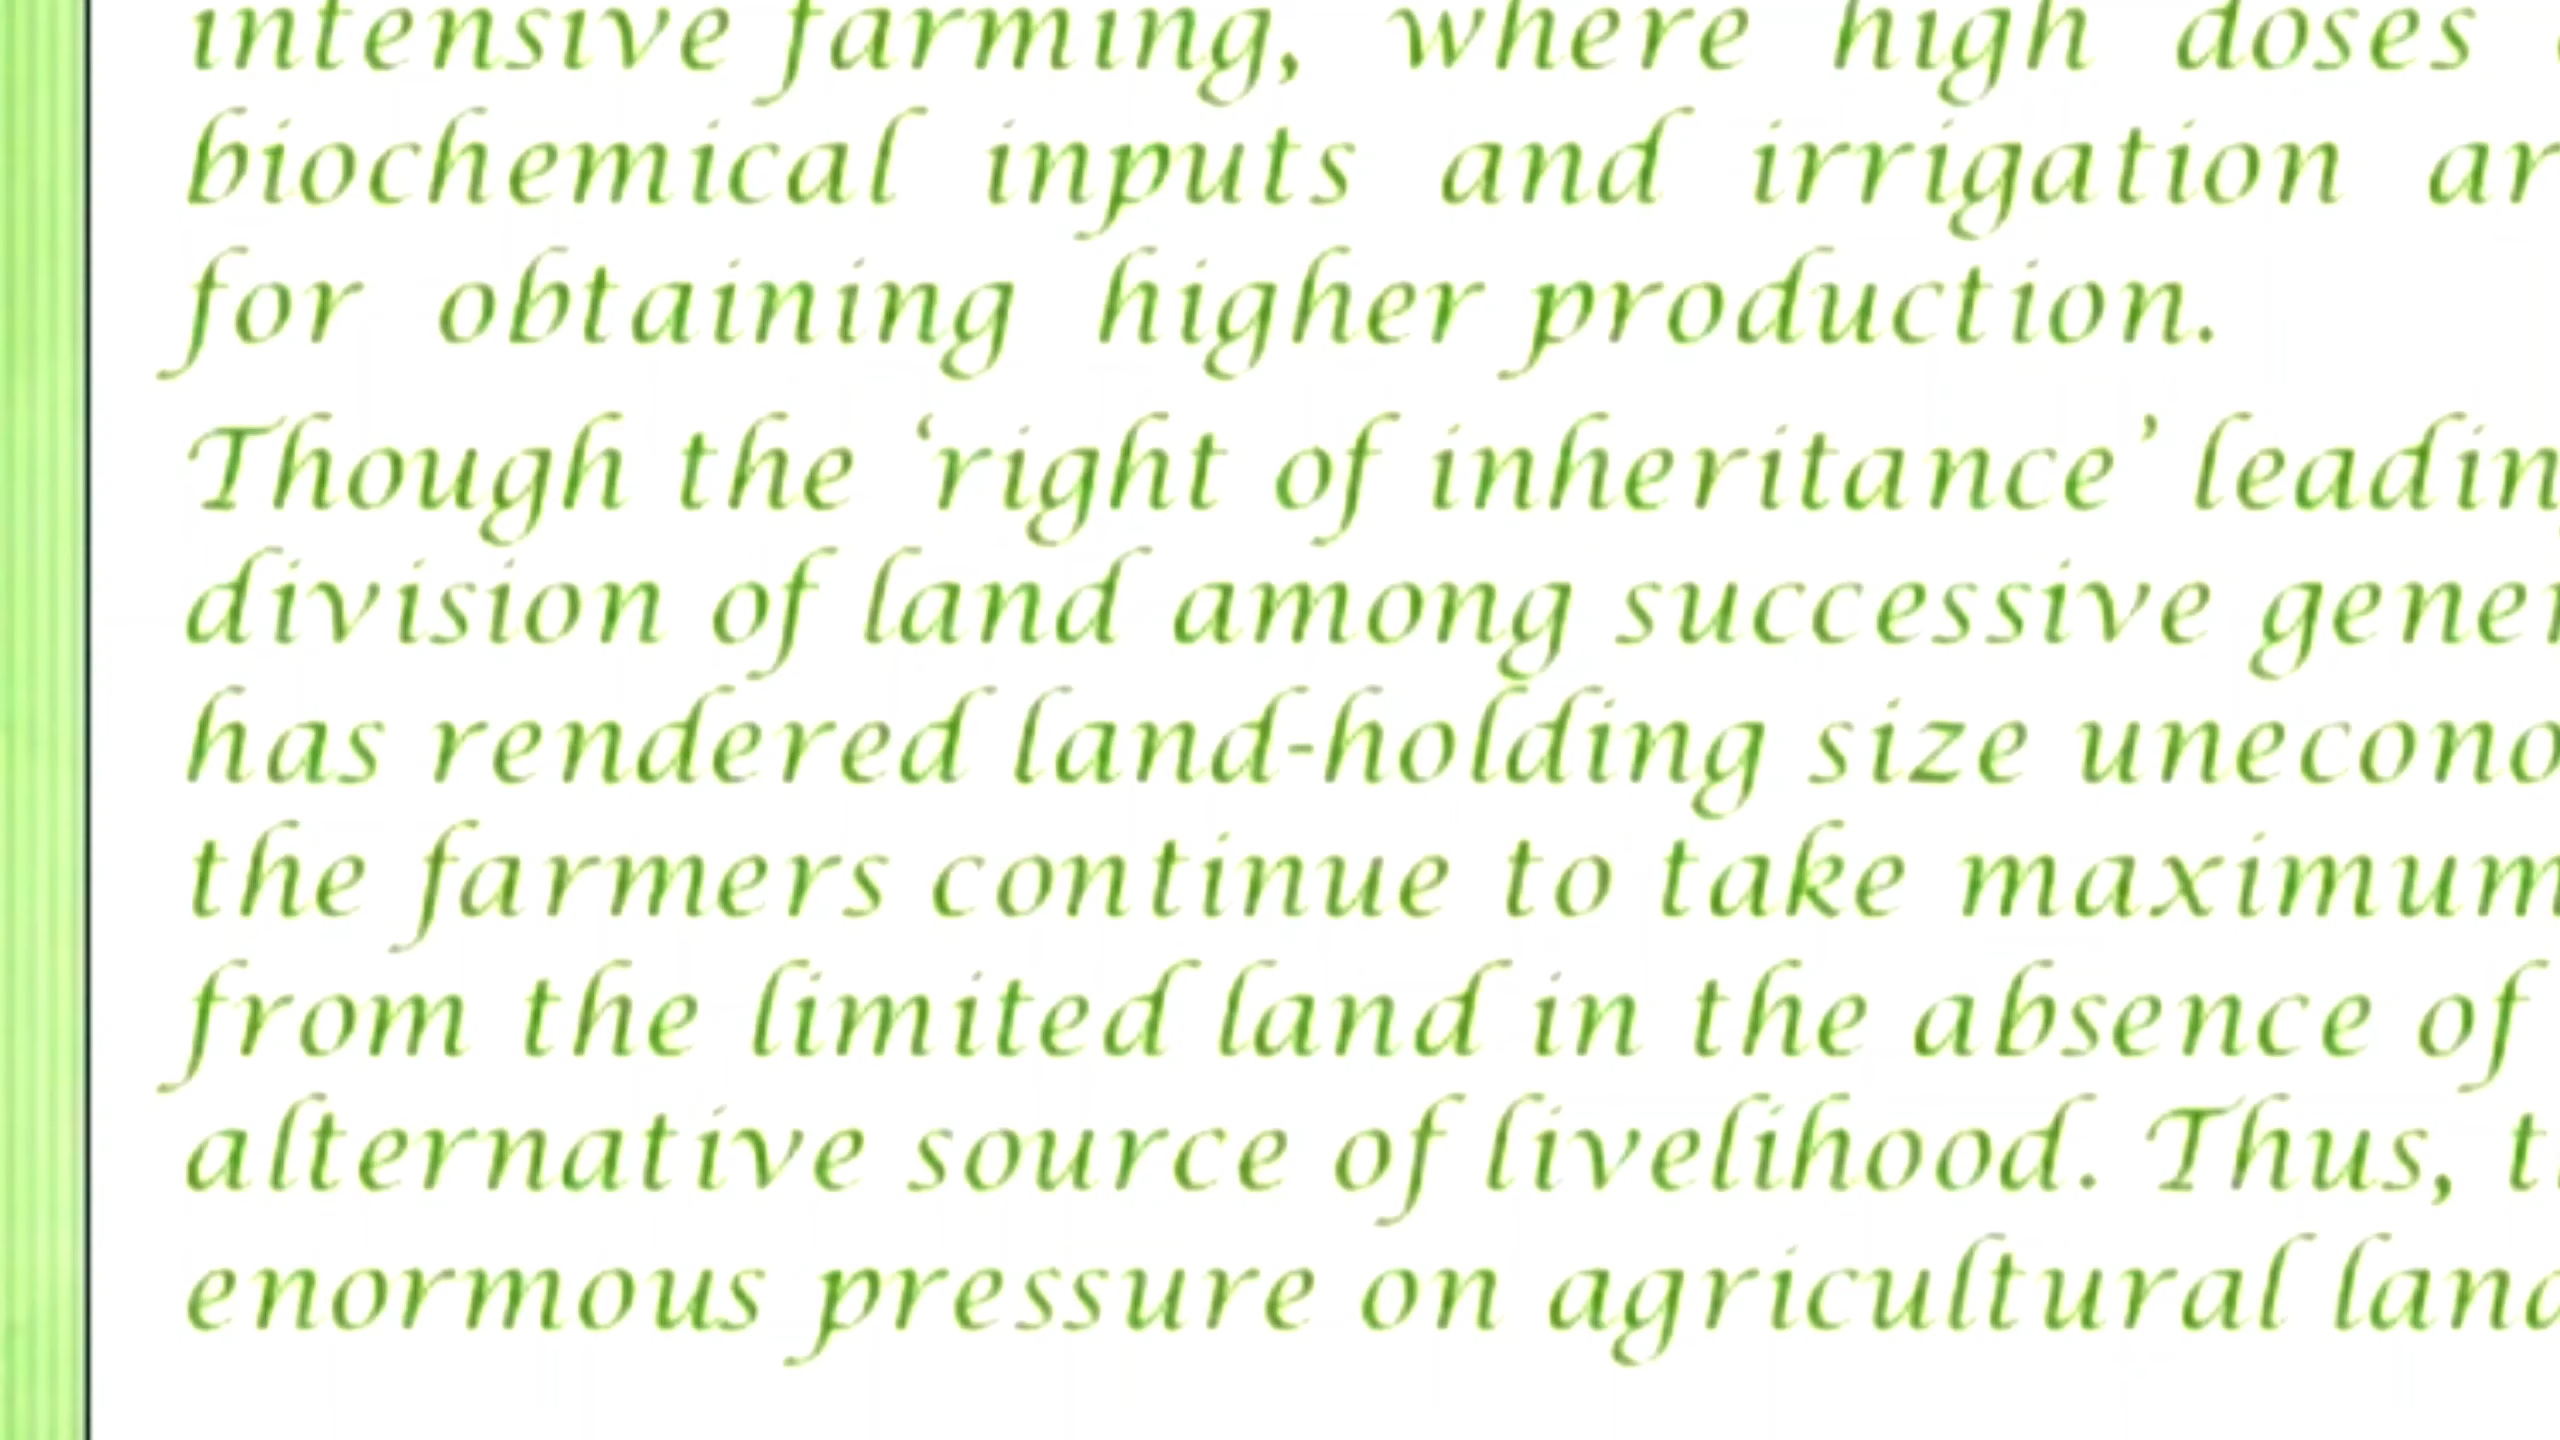 intensive farming, where high doses
biochemical inputs and irrigation
for obtaining higher production.
Though the ‘right of inheritance’
division of land among successive
has rendered land-holding size
the farmers continue to take maximum
from the limited land in the absence of
alternative source of livelihood. Thus,
enormous pressure on agricultural